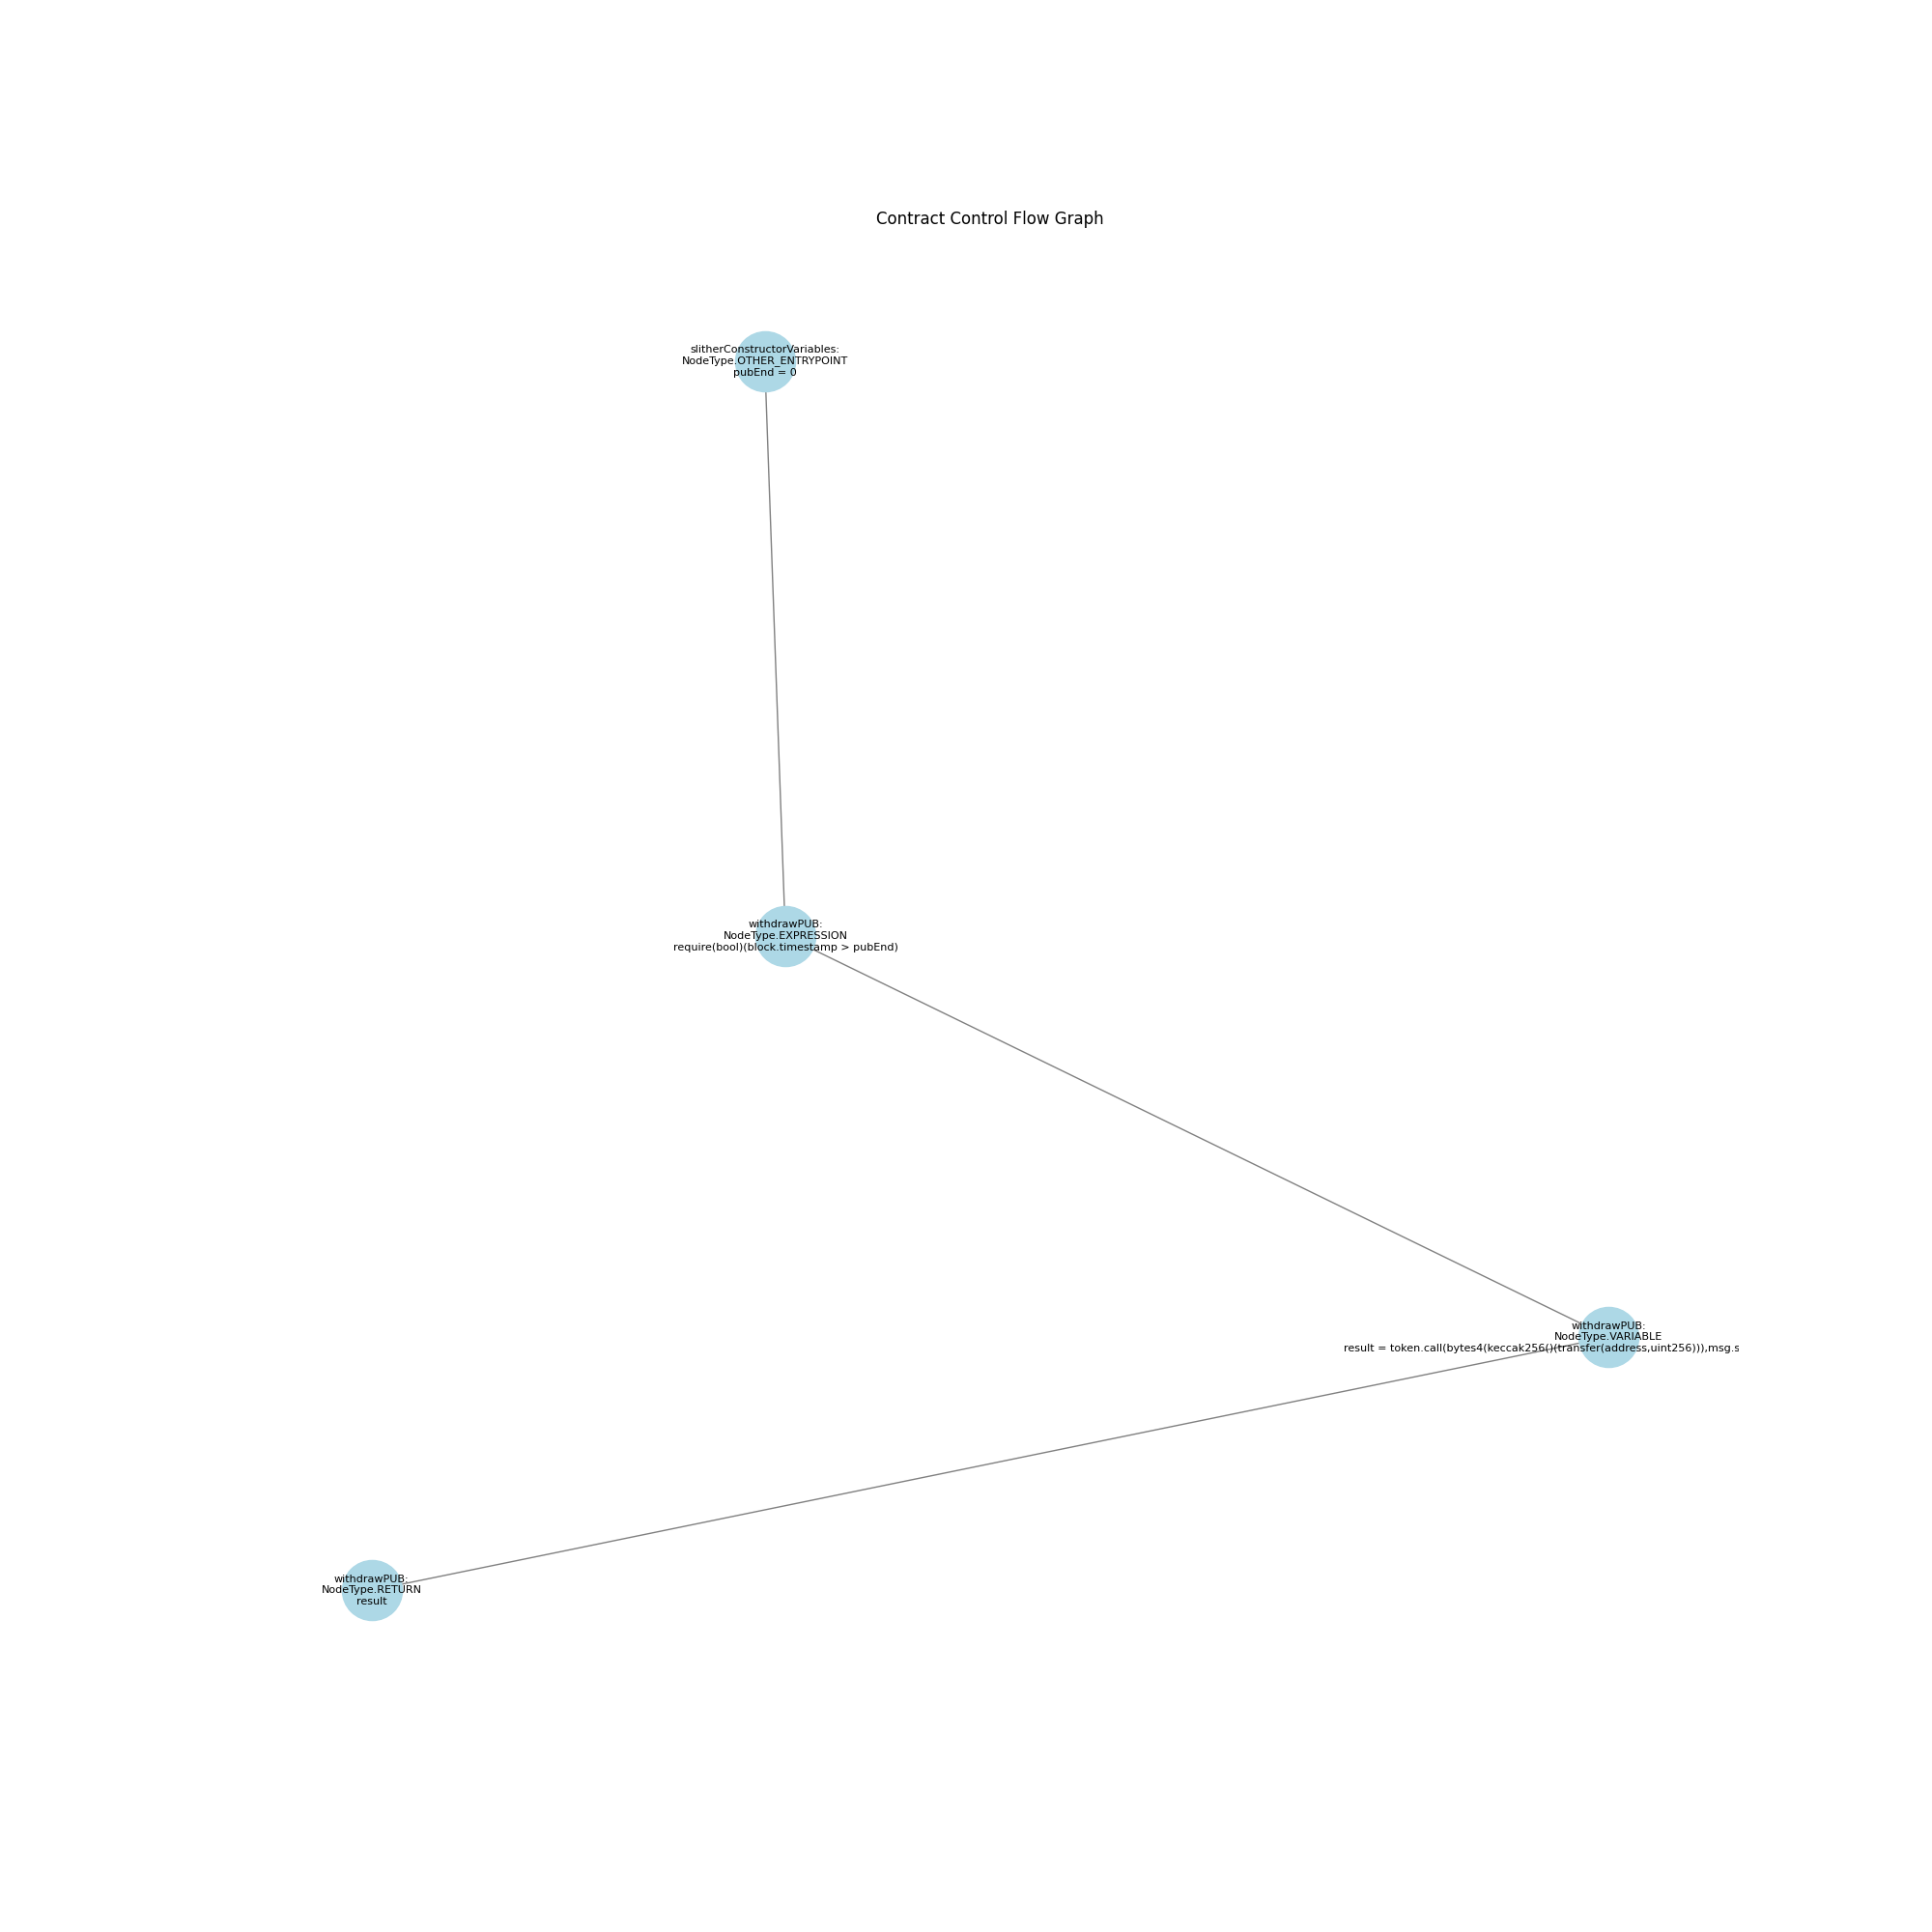 Contract Control Flow Graph
slitherConstructorVariables:
NodeType.OTHER_ENTRYPOINT
pubEnd = 0
withdrawPUB:
NodeType.EXPRESSION
require(bool)(block.timestamp > pubEnd)
withdrawPUB:
NodeType.VARIABLE
result = token.call(bytes4(keccak256()(transfer(address,uint256))),msg.s
withdrawPUB:
NodeType.RETURN
result